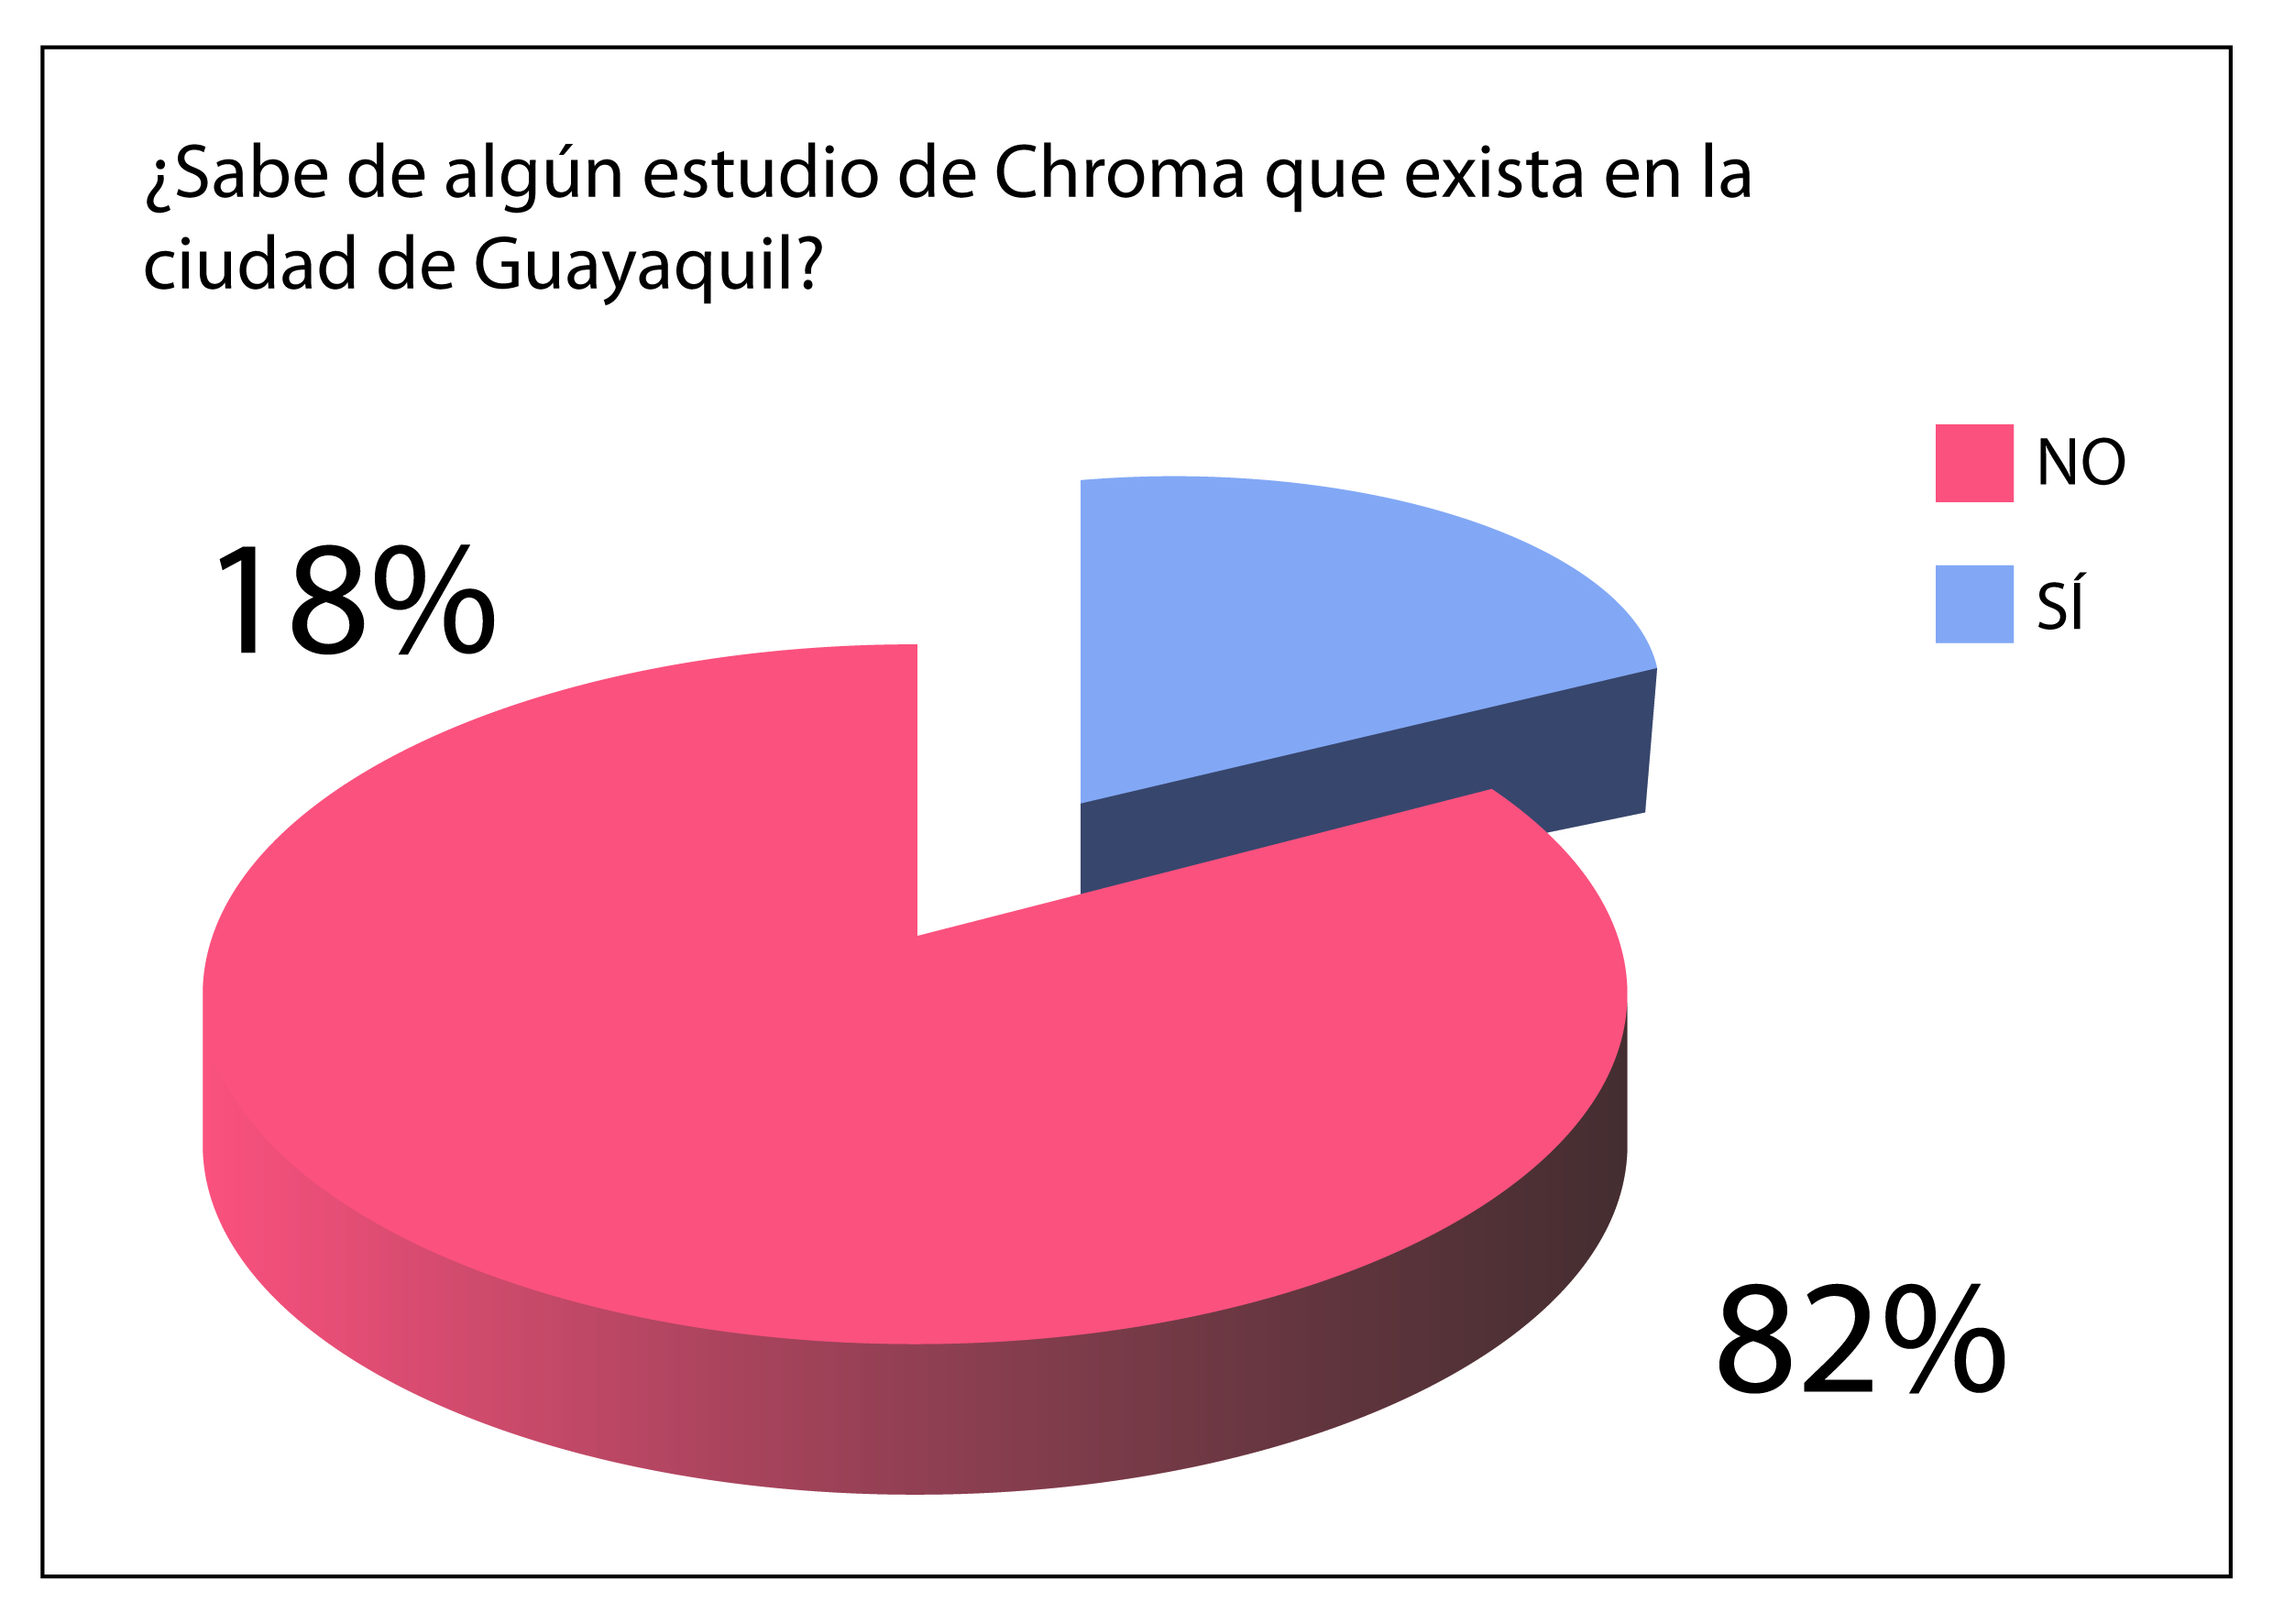 ¿Sabe de algún estudio de Chroma que exista en la
ciudad de Guayaquil?
NO
SÍ
18%
82%